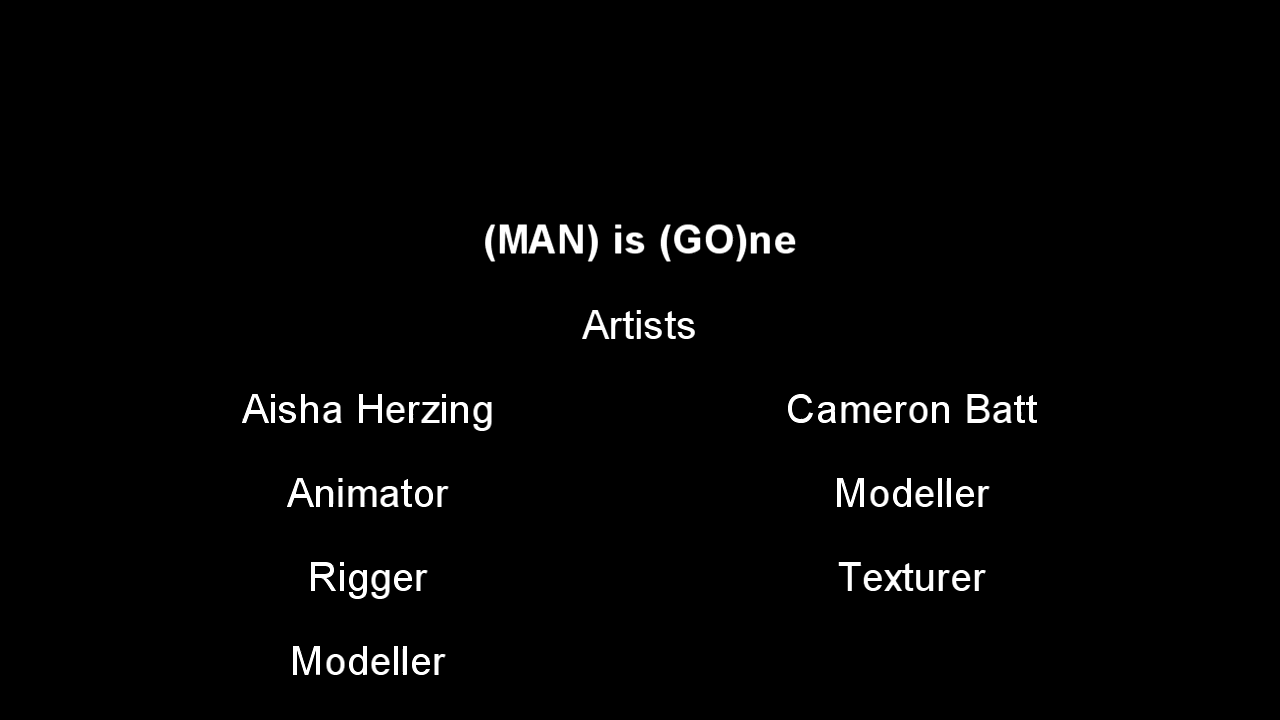 (MAN) is (GO)ne
Artists
Aisha Herzing
Animator
Rigger
Modeller
Cameron Batt
Modeller
Texturer